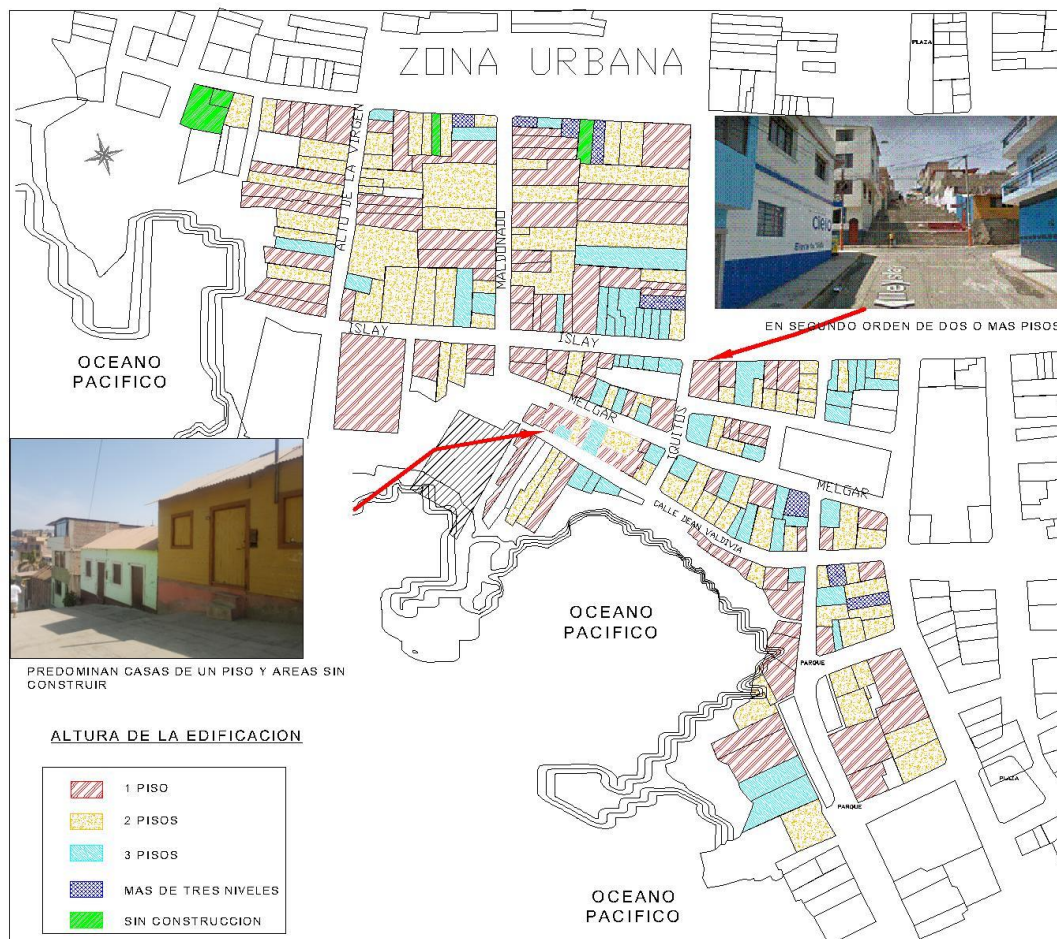 ZONA URBANA
PLAZA
ALTO DE LA VIRGEN
MALDONADO
Cielo
EN SEGUNDO ORDEN DE DOS O MAS PISOS
ISLAY
ISLAY
OCEANO
PACIFICO
MELGAR
IQUITOS
MELGAR
CALLE DEAN VALDIVIA
OCEANO
PACIFICO
PREDOMINAN CASAS DE UN PISO Y AREAS SIN
CONSTRUIR
PARQUE
ALTURA DE LA EDIFICACION
1 PISO
2 PISOS
3 PISOS
MAS DE TRES NIVELES
SIN CONSTRUCCION
PLAZA
PARQUE
OCEANO
PACIFICO